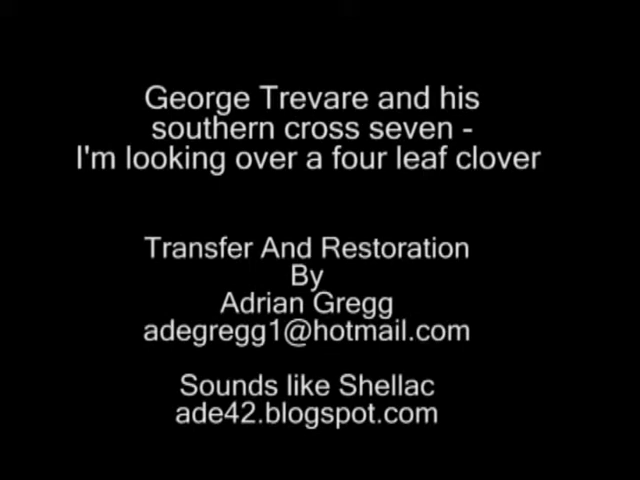 George Trevare and his
southern cross seven -
I'm looking over a four leaf clover
Transfer And Restoration
By
Adrian Gregg
adegregg1@hotmail.com
Sounds like Shellac
ade42.blogspot.com